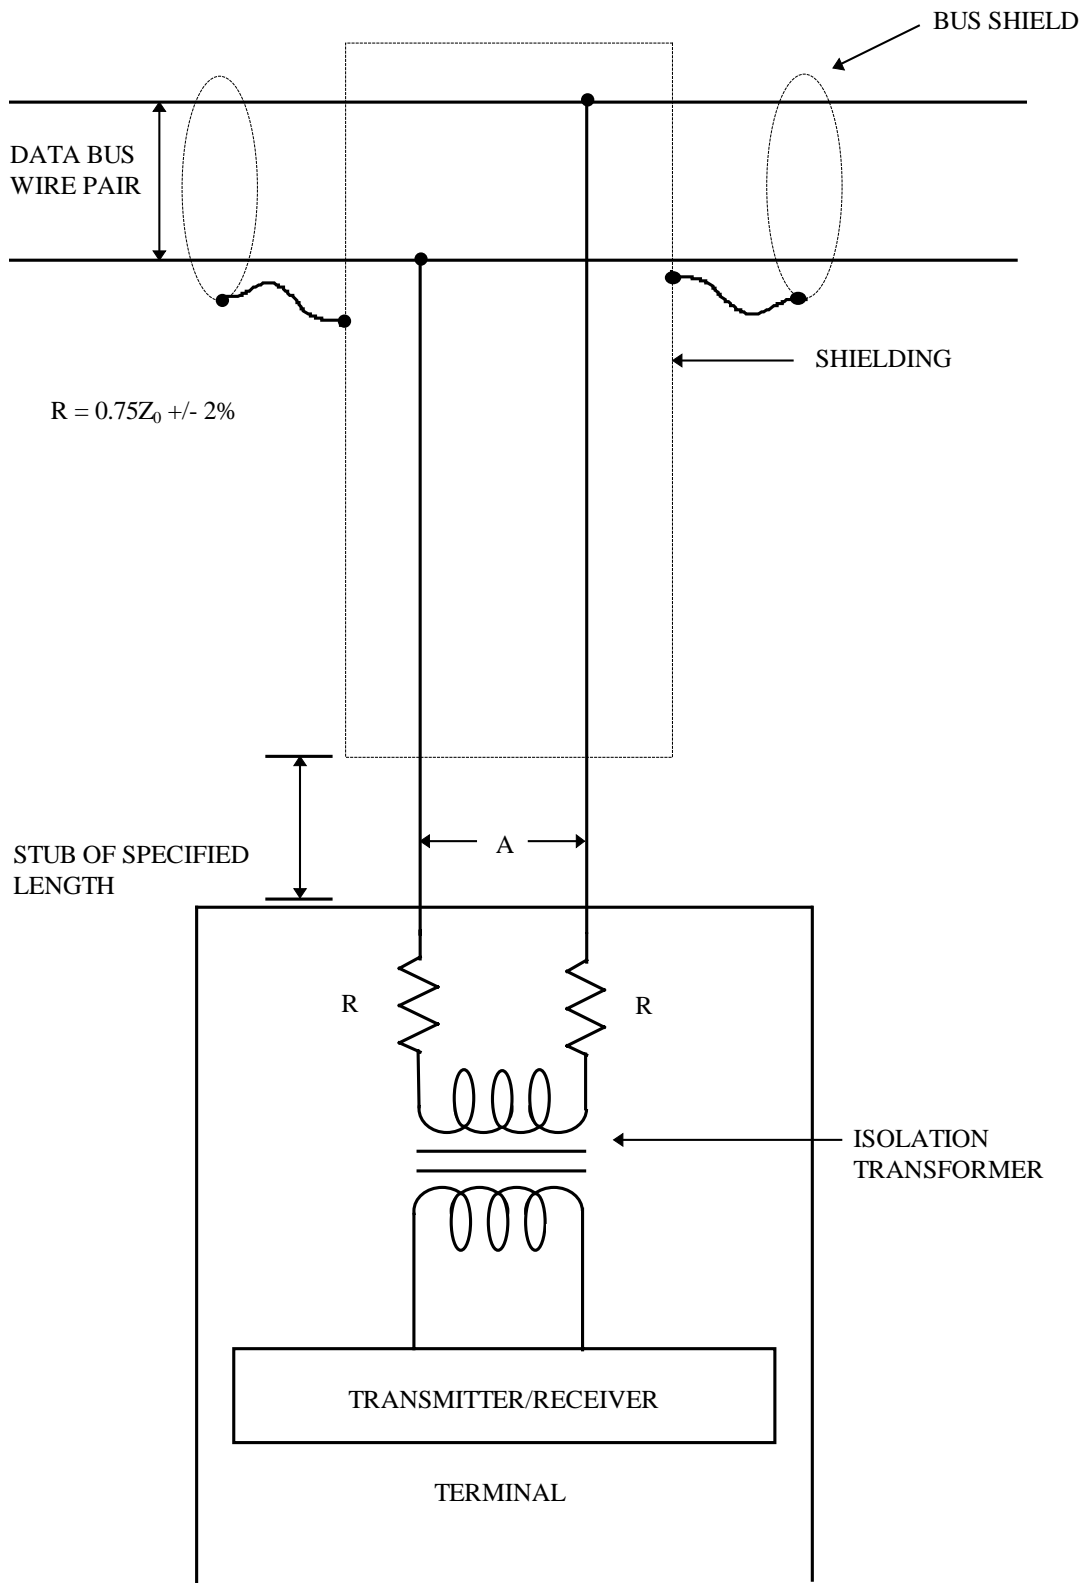 BUS SHIELD
DATA BUS
WIRE PAIR
SHIELDING
R = 0.75Z₀ +/- 2%
A
STUB OF SPECIFIED
LENGTH
R
R
ISOLATION
TRANSFORMER
TRANSMITTER/RECEIVER
TERMINAL